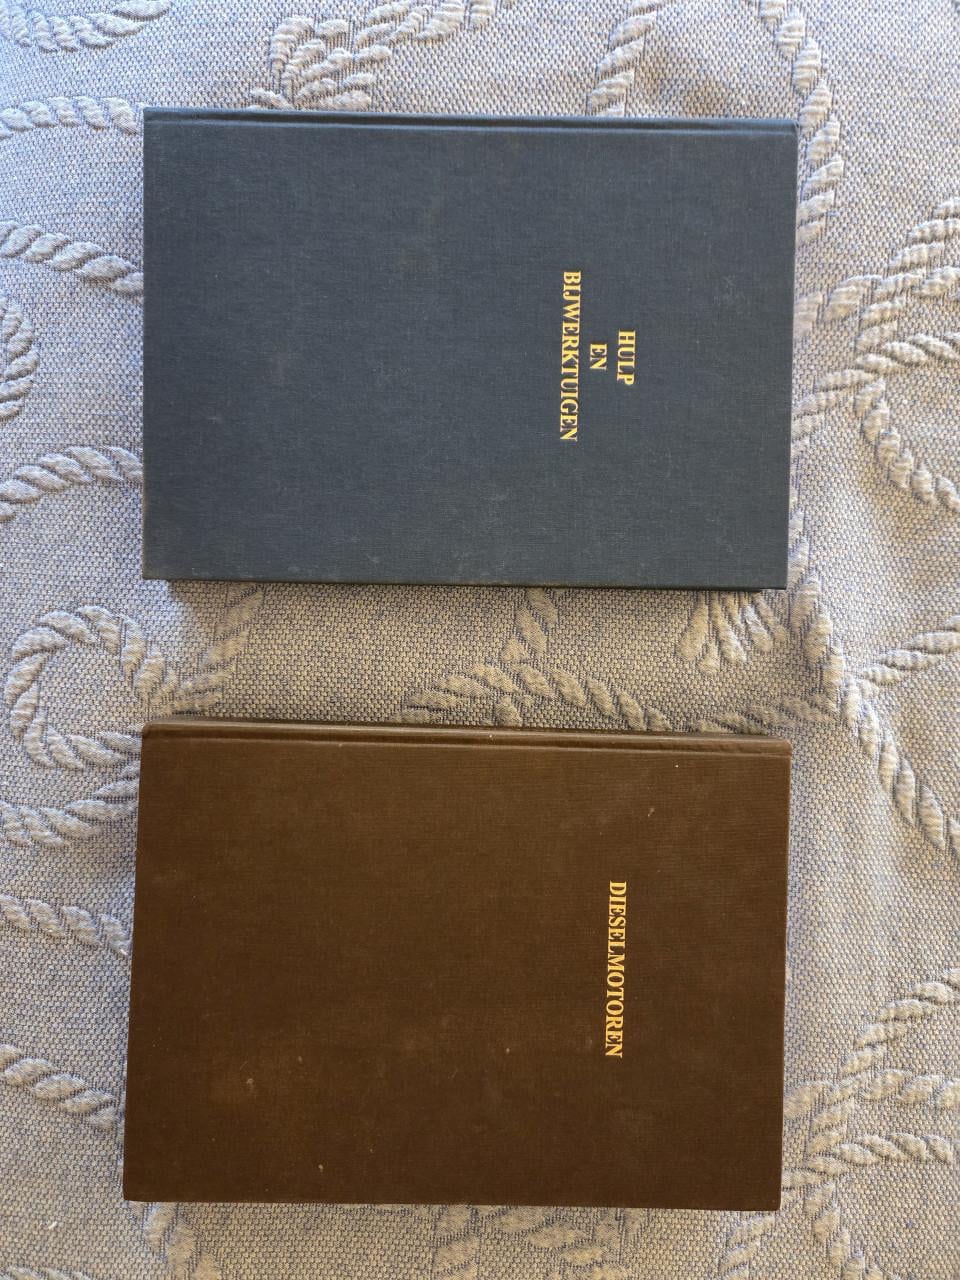 HULP
EN
BIJWERKTUIGEN
DIESELMOTOREN